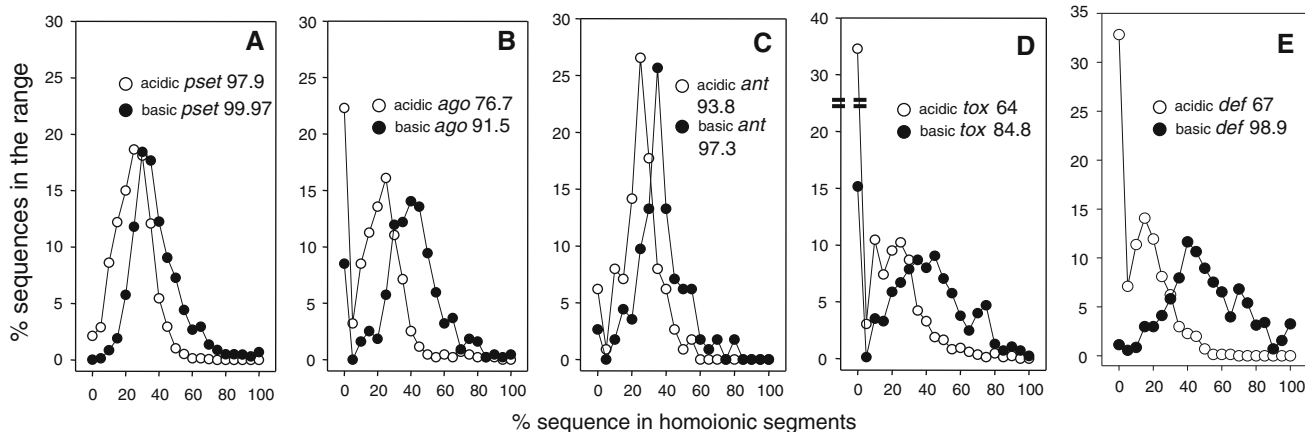 % sequences in the range
30
25
20
15
10
5
0
A
acidic pset 97.9
basic pset 99.97
0 20 40 60 80 100
30
25
20
15
10
5
0
B
acidic ago 76.7
basic ago 91.5
0 20 40 60 80 100
30
25
20
15
10
5
0
C
acidic ant
93.8
basic ant
97.3
0 20 40 60 80 100
40
30
20
15
10
5
0
D
acidic tox 64
basic tox 84.8
0 20 40 60 80 100
35
30
25
20
15
10
5
0
E
acidic def 67
basic def 98.9
0 20 40 60 80 100
% sequence in homoionic segments